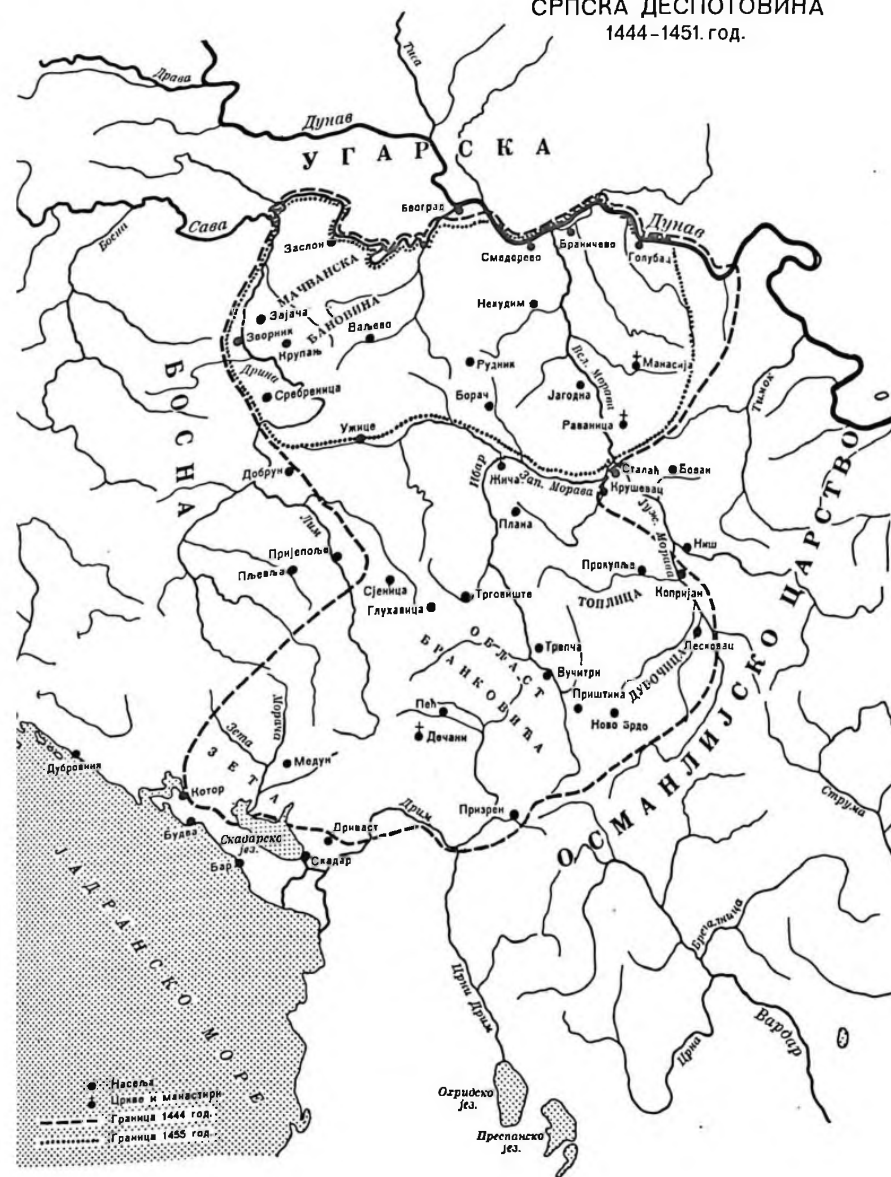 СРПСКА ДЕСПОТОВИНА
1444-1451. год.
Тиса
Драва
Дунав
УГАРСКА
Београд
Дунав
Сава
Босна
Заслон
Смедерево
Браничево
Голубац
МАЧВАНСКА
БАНОВИНА
Некудим
Зајача
Зворник
Крупањ
Ваљево
Рудник
Вел. Морава
Манасија
Тимок
БОСНА
Дрина
Сребреница
Борач
Јагодна
Раваница
Ужице
Добрун
Ибар
Жича
Зап. Морава
Сталаћ
Бован
Крушевац
Плана
Јуж. Морава
Ниш
Лим
Пријепоље
Пљевља
Сјеница
Прокупље
Копријан
Глухавица
Трговиште
ТОПЛИЦА
ОБЛАСТ
БРАНКОВИЋА
Трепча
Вучитрн
Лесковац
ДУБОЧИЦА
Приштина
Ново Брдо
Пећ
Дечани
Морача
Зета
ЗЕТА
Медун
ОСМАНЛИЈСКО ЦАРСТВО
Дубровник
Котор
Будва
Скадарско
јез.
Бар
Дриваст
Скадар
Дрим
Призрен
Струма
Брегалница
ЈАДРАНСКО МОРЕ
Црни Дрим
Црна
Вардар
Охридско
јез.
Преспанско
јез.
Насеља
Цркве и манастири
Граница 1444 год.
Граница 1455 год.